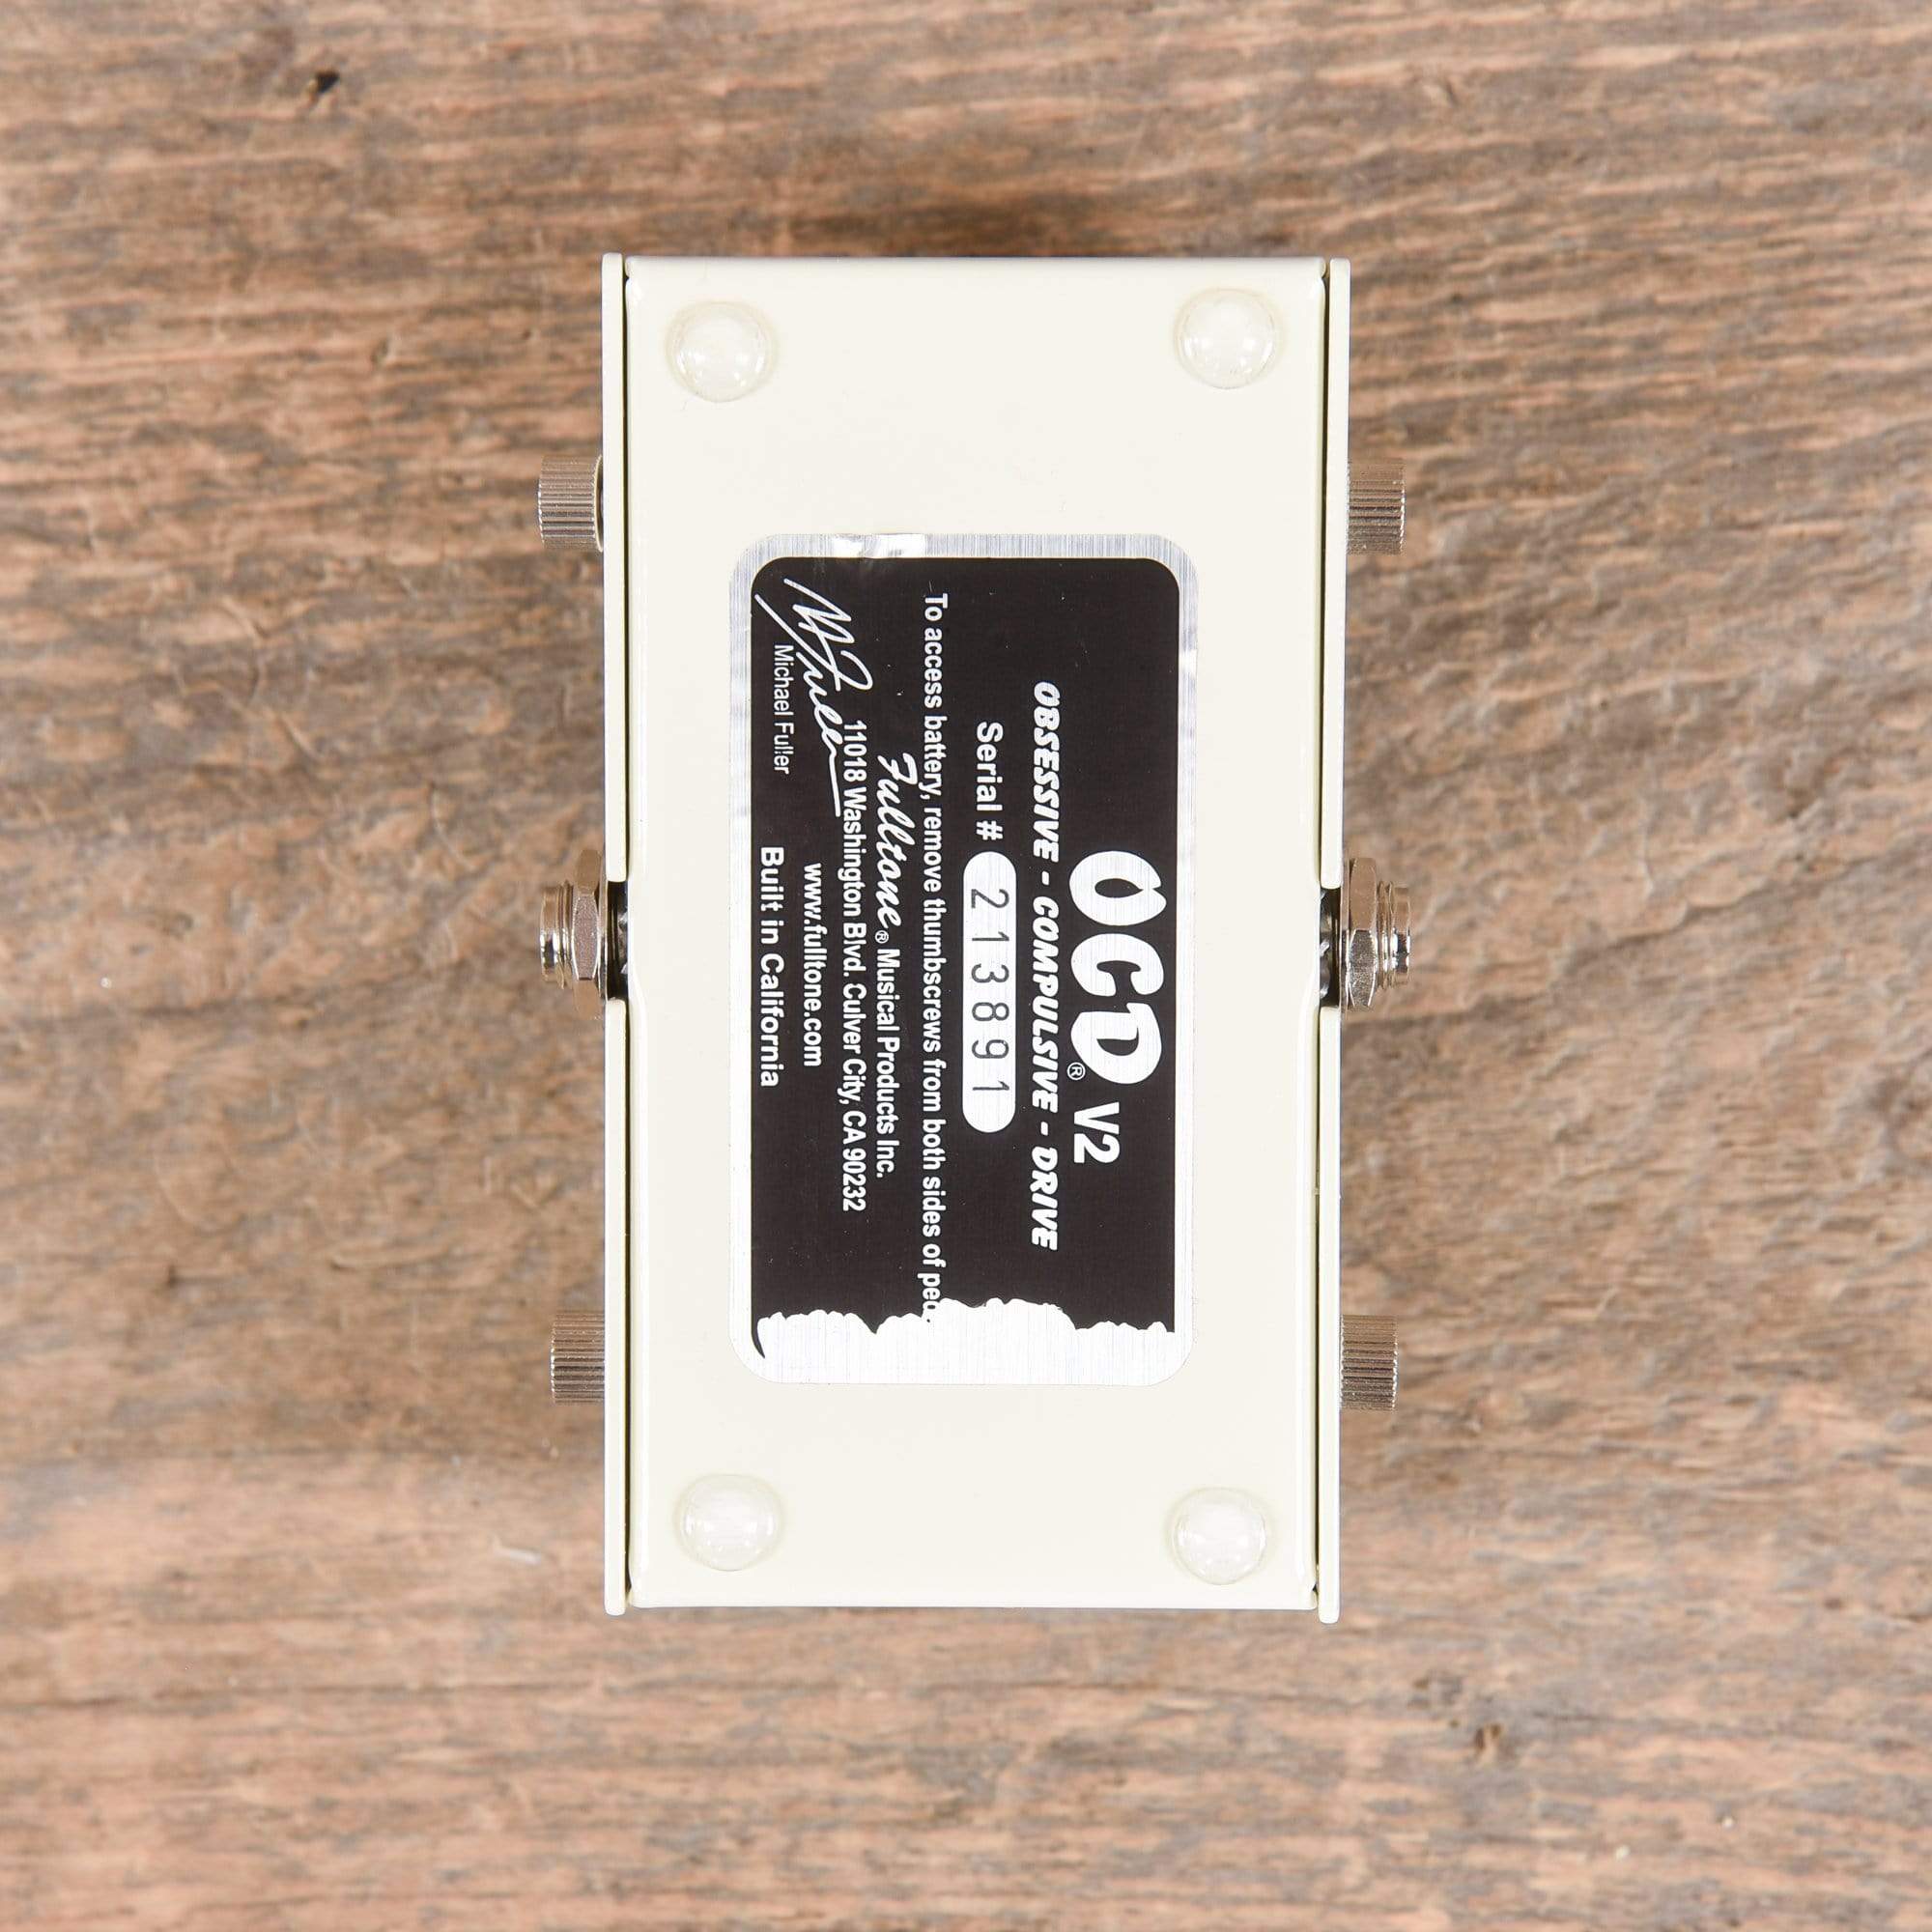 OCD® V2
OBSESSIVE - COMPULSIVE - DRIVE
Serial # 213891
To access battery, remove thumbscrews from both sides of
Fulltone® Musical Products Inc.
11018 Washington Blvd. Culver City, CA 90232
www.fulltone.com
Michael Fuller
Built in California